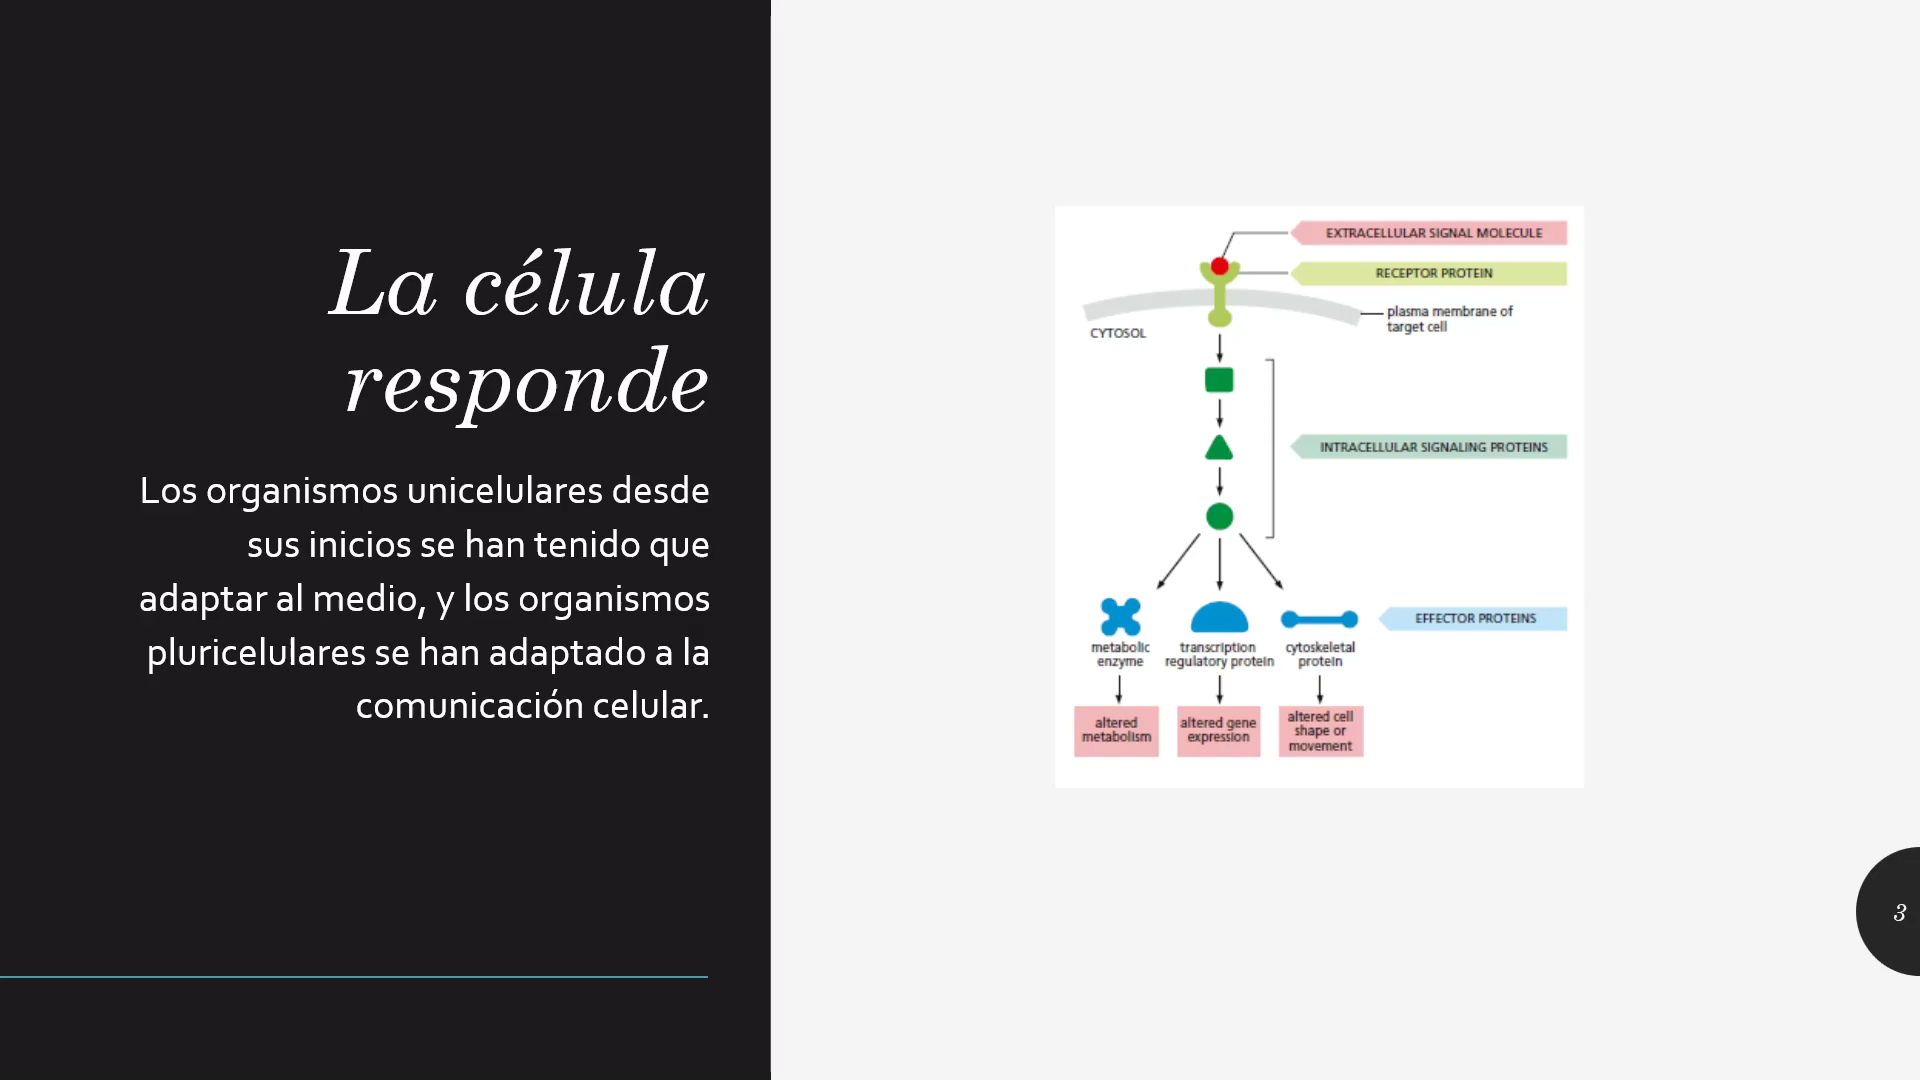 La célula
responde
Los organismos unicelulares desde
sus inicios se han tenido que
adaptar al medio, y los organismos
pluricelulares se han adaptado a la
comunicación celular.
EXTRACELLULAR SIGNAL MOLECULE
RECEPTOR PROTEIN
plasma membrane of
target cell
CYTOSOL
INTRACELLULAR SIGNALING PROTEINS
EFFECTOR PROTEINS
metabolic
enzyme
transcription
regulatory protein
cytoskeletal
protein
altered
metabolism
altered gene
expression
altered cell
shape or
movement
3